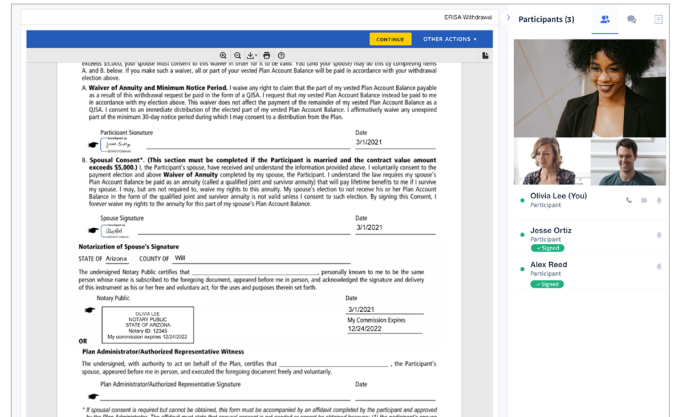 ERISA Withdrawal
CONTINUE OTHER ACTIONS
exceeds $5,000, your spouse must consent to this waiver in order for it to be valid. You (and your spouse) may do this by completing items
A. and B. below. If you make such a waiver, all or part of your vested Plan Account Balance will be paid in accordance with your withdrawal
election above.
A. Waiver of Annuity and Minimum Notice Period. I waive any right to claim that the part of my vested Plan Account Balance payable
as a result of this withdrawal request be paid in the form of a QJSA. I request that my vested Plan Account Balance instead be paid to me
in accordance with my election above. This waiver does not affect the payment of the remainder of my vested Plan Account Balance as a
QJSA. I consent to an immediate distribution of the elected part of my vested Plan Account Balance. I affirmatively waive any unexpired
part of the minimum 30-day notice period during which I may consent to a distribution from the Plan.
Participant Signature Date
3/1/2021
B. Spousal Consent*. (This section must be completed if the Participant is married and the contract value amount
exceeds $5,000.) I, the Participant's spouse, have received and understand the information provided above. I voluntarily consent to the
payment election and above Waiver of Annuity completed by my spouse, the Participant. I understand the law requires my spouse's
Plan Account Balance to be paid as an annuity (called a qualified joint and survivor annuity) that will pay lifetime benefits to me if I survive
my spouse. I may, but am not required to, waive my rights to this annuity. My spouse's election to not receive his or her Plan Account
Balance in the form of the qualified joint and survivor annuity is not valid unless I consent to such election. By signing this Consent, I
forever waive my rights to the annuity for this part of my spouse's Plan Account Balance.
Spouse Signature Date
3/1/2021
Notarization of Spouse's Signature
STATE OF Arizona COUNTY OF Will
The undersigned Notary Public certifies that , personally known to me to be the same
person whose name is subscribed to the foregoing document, appeared before me in person, and acknowledged the signature and delivery
of this instrument as his or her free and voluntary act, for the uses and purposes therein set forth.
Notary Public Date
3/1/2021
OLIVIA LEE
NOTARY PUBLIC
STATE OF ARIZONA
Notary ID: 12345
My commission expires 12/24/2022
My Commission Expires
12/24/2022
OR
Plan Administrator/Authorized Representative Witness
The undersigned, with authority to act on behalf of the Plan, certifies that , the Participant's
spouse, appeared before me in person, and executed the foregoing document freely and voluntarily.
Plan Administrator/Authorized Representative Signature Date
* If spousal consent is required but cannot be obtained, this form must be accompanied by an affidavit completed by the participant and approved
Participants (3)
Olivia Lee (You)
Participant
Jesse Ortiz
Participant
Signed
Alex Reed
Participant
Signed